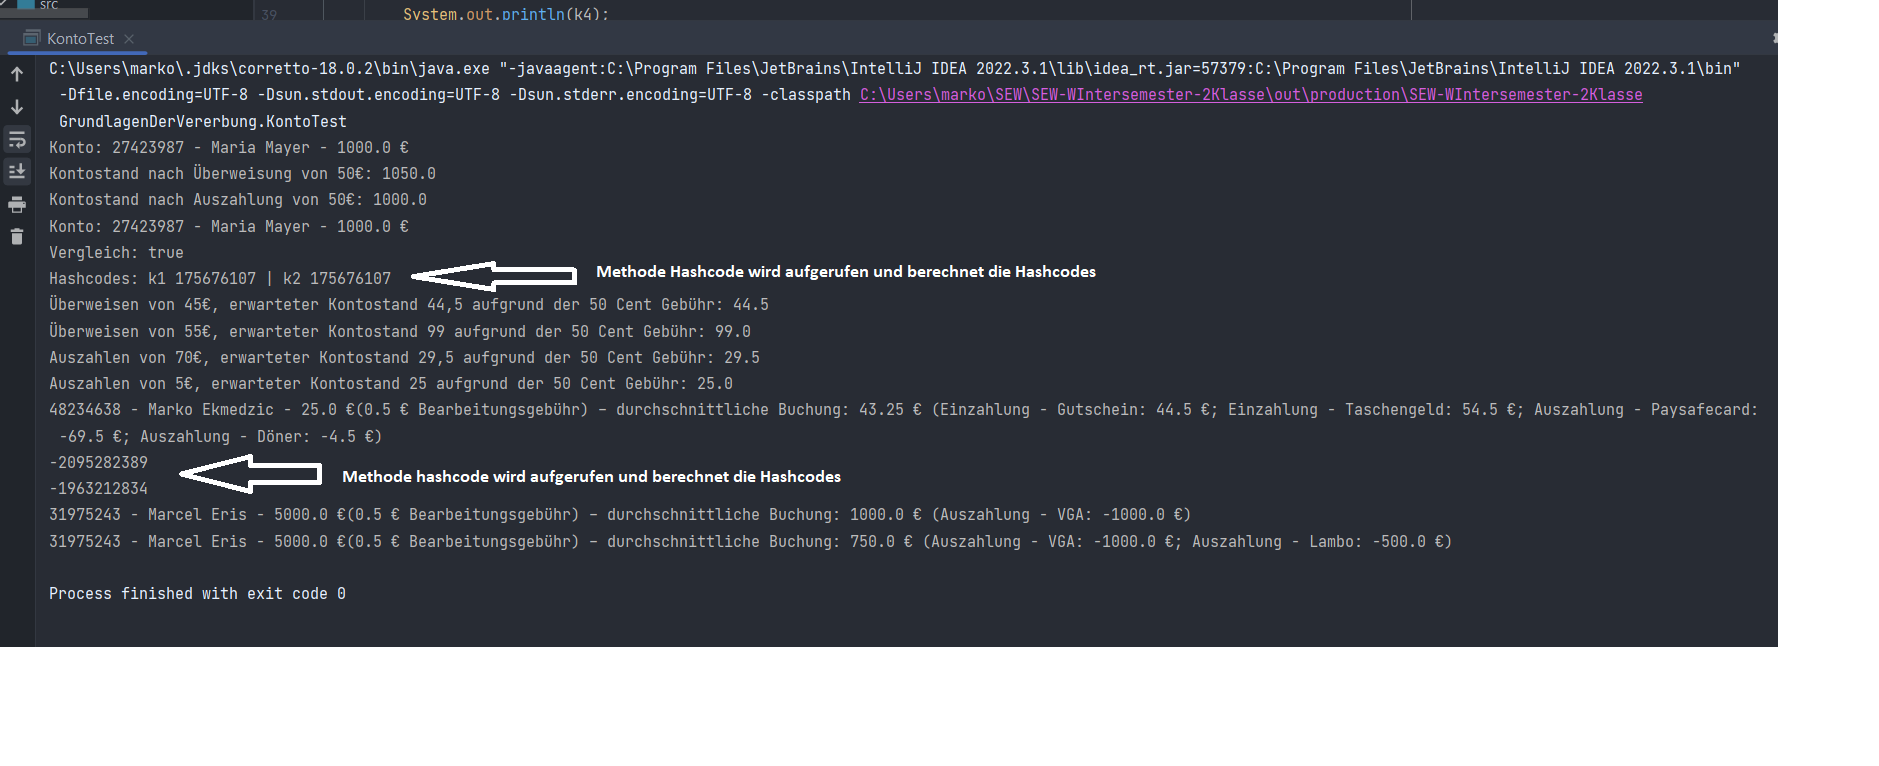 src
39 System.out.println(k4);
KontoTest
C:\Users\marko\.jdks\corretto-18.0.2\bin\java.exe "-javaagent:C:\Program Files\JetBrains\IntelliJ IDEA 2022.3.1\lib\idea_rt.jar=57379:C:\Program Files\JetBrains\IntelliJ IDEA 2022.3.1\bin"
-Dfile.encoding=UTF-8 -Dsun.stdout.encoding=UTF-8 -Dsun.stderr.encoding=UTF-8 -classpath C:\Users\marko\SEW\SEW-WIntersemester-2Klasse\out\production\SEW-WIntersemester-2Klasse
GrundlagenDerVererbung.KontoTest
Konto: 27423987 - Maria Mayer - 1000.0 €
Kontostand nach Überweisung von 50€: 1050.0
Kontostand nach Auszahlung von 50€: 1000.0
Konto: 27423987 - Maria Mayer - 1000.0 €
Vergleich: true
Hashcodes: k1 175676107 | k2 175676107 Methode Hashcode wird aufgerufen und berechnet die Hashcodes
Überweisen von 45€, erwarteter Kontostand 44,5 aufgrund der 50 Cent Gebühr: 44.5
Überweisen von 55€, erwarteter Kontostand 99 aufgrund der 50 Cent Gebühr: 99.0
Auszahlen von 70€, erwarteter Kontostand 29,5 aufgrund der 50 Cent Gebühr: 29.5
Auszahlen von 5€, erwarteter Kontostand 25 aufgrund der 50 Cent Gebühr: 25.0
48234638 - Marko Ekmedzic - 25.0 €(0.5 € Bearbeitungsgebühr) – durchschnittliche Buchung: 43.25 € (Einzahlung - Gutschein: 44.5 €; Einzahlung - Taschengeld: 54.5 €; Auszahlung - Paysafecard:
-69.5 €; Auszahlung - Döner: -4.5 €)
-2095282389
Methode hashcode wird aufgerufen und berechnet die Hashcodes
-1963212834
31975243 - Marcel Eris - 5000.0 €(0.5 € Bearbeitungsgebühr) – durchschnittliche Buchung: 1000.0 € (Auszahlung - VGA: -1000.0 €)
31975243 - Marcel Eris - 5000.0 €(0.5 € Bearbeitungsgebühr) – durchschnittliche Buchung: 750.0 € (Auszahlung - VGA: -1000.0 €; Auszahlung - Lambo: -500.0 €)
Process finished with exit code 0